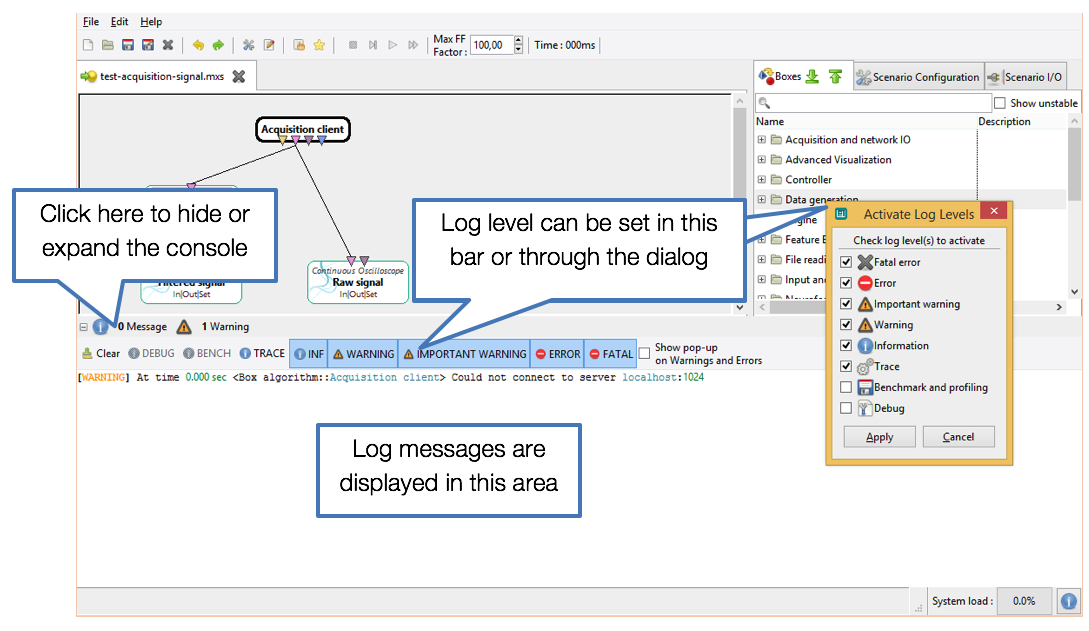 File Edit Help
Max FF
Factor : 100,00 Time : 000ms
test-acquisition-signal.mxs
Boxes Scenario Configuration Scenario I/O
Show unstable
Name Description
Acquisition and network IO
Advanced Visualization
Controller
Data generation
Feature
File readi
Input an
Acquisition client
Click here to hide or
expand the console
Filtered signal
In|Out|Set
Continuous Oscilloscope
Raw signal
In|Out|Set
Log level can be set in this
bar or through the dialog
Activate Log Levels
Check log level(s) to activate
Fatal error
Error
Important warning
Warning
Information
Trace
Benchmark and profiling
Debug
Apply Cancel
0 Message 1 Warning
Clear DEBUG BENCH TRACE INF WARNING IMPORTANT WARNING ERROR FATAL Show pop-up
on Warnings and Errors
[WARNING] At time 0.000 sec <Box algorithm::Acquisition client> Could not connect to server localhost:1024
Log messages are
displayed in this area
System load : 0.0%